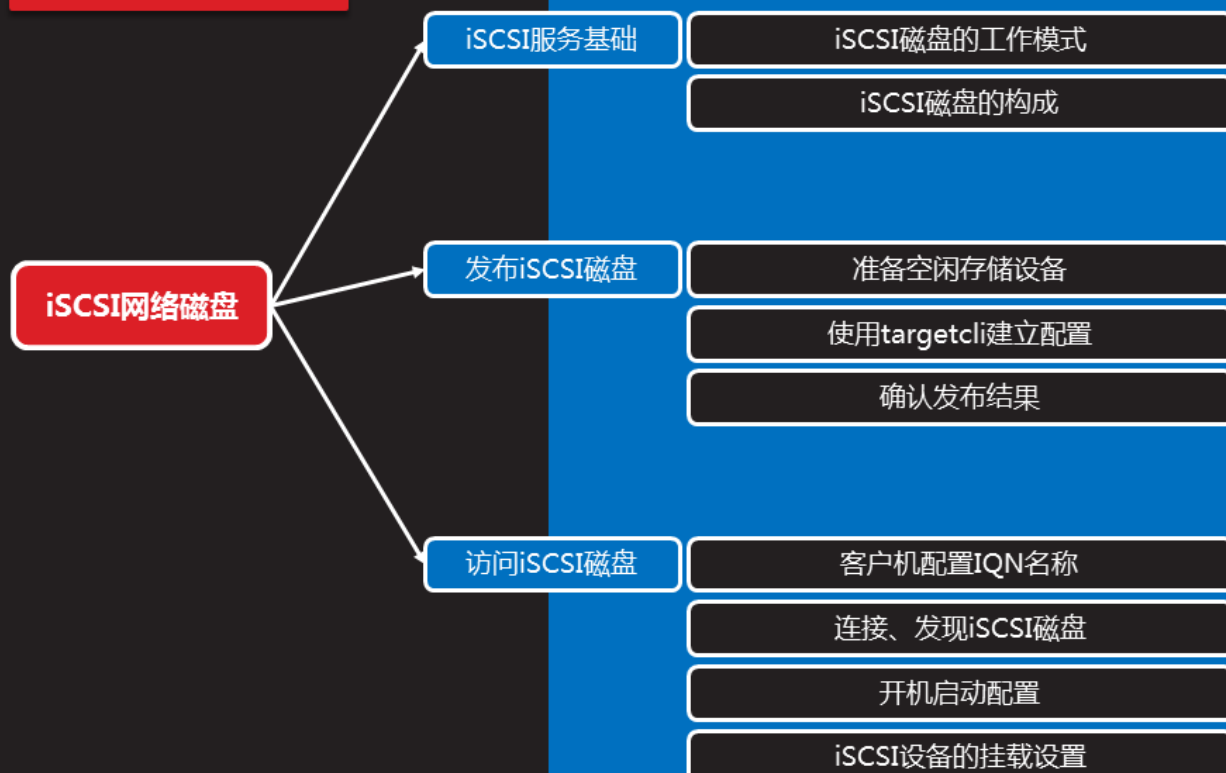 iSCSI网络磁盘
iSCSI服务基础
iSCSI磁盘的工作模式
iSCSI磁盘的构成
发布iSCSI磁盘
准备空闲存储设备
使用targetcli建立配置
确认发布结果
访问iSCSI磁盘
客户机配置IQN名称
连接、发现iSCSI磁盘
开机启动配置
iSCSI设备的挂载设置